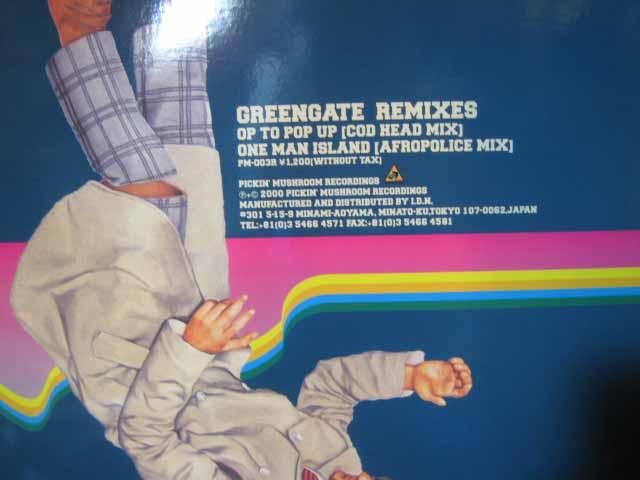 GREENGATE REMIXES
OP TO POP UP [COD HEAD MIX]
ONE MAN ISLAND [AFROPOLICE MIX]
PM-003R ¥1,200(WITHOUT TAX)
PICKIN' MUSHROOM RECORDINGS
℗+© 2000 PICKIN' MUSHROOM RECORDINGS
MANUFACTURED AND DISTRIBUTED BY I.D.N.
#301 5-15-9 MINAMI-AOYAMA, MINATO-KU,TOKYO 107-0062,JAPAN
TEL:+81(0)3 5466 4571 FAX:+81(0)3 5466 4581